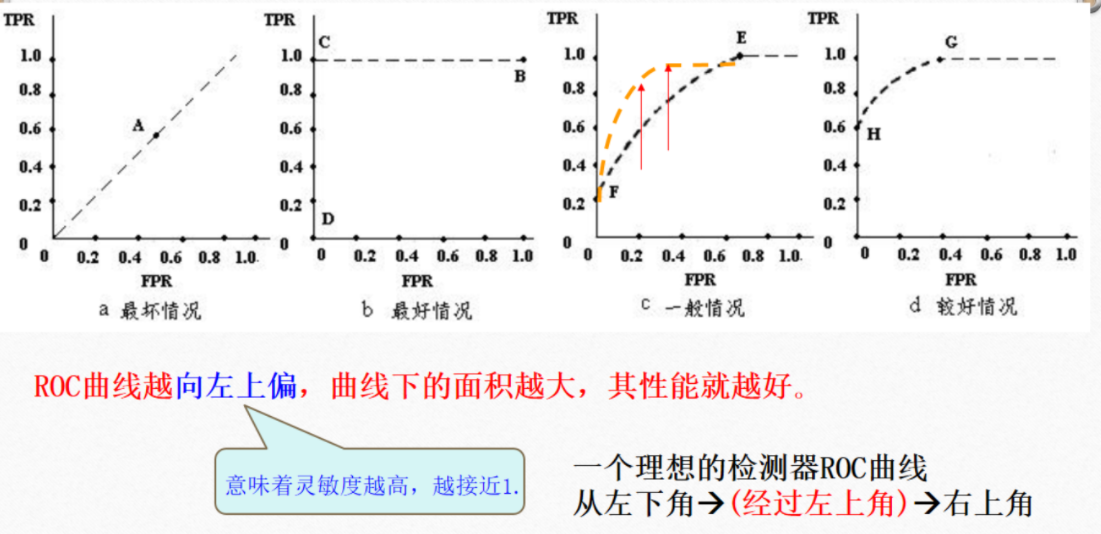 TPR
1.0
0.8
0.6
0.4
0.2
0
A
0 0.2 0.4 0.6 0.8 1.0.
FPR
a 最坏情况
TPR
1.0
0.8
0.6
0.4
0.2
0
C
B
D
0 0.2 0.4 0.6 0.8 1.0
FPR
b 最好情况
TPR
1.0
0.8
0.6
0.4
0.2
0
E
F
0 0.2 0.4 0.6 0.8 1.0.
FPR
c 一般情况
TPR
1.0
0.8
0.6
0.4
0.2
0
G
H
0 0.2 0.4 0.6 0.8 1.0
FPR
d 较好情况
ROC曲线越向左上偏，曲线下的面积越大，其性能就越好。
意味着灵敏度越高，越接近1.
一个理想的检测器ROC曲线
从左下角→(经过左上角)→右上角